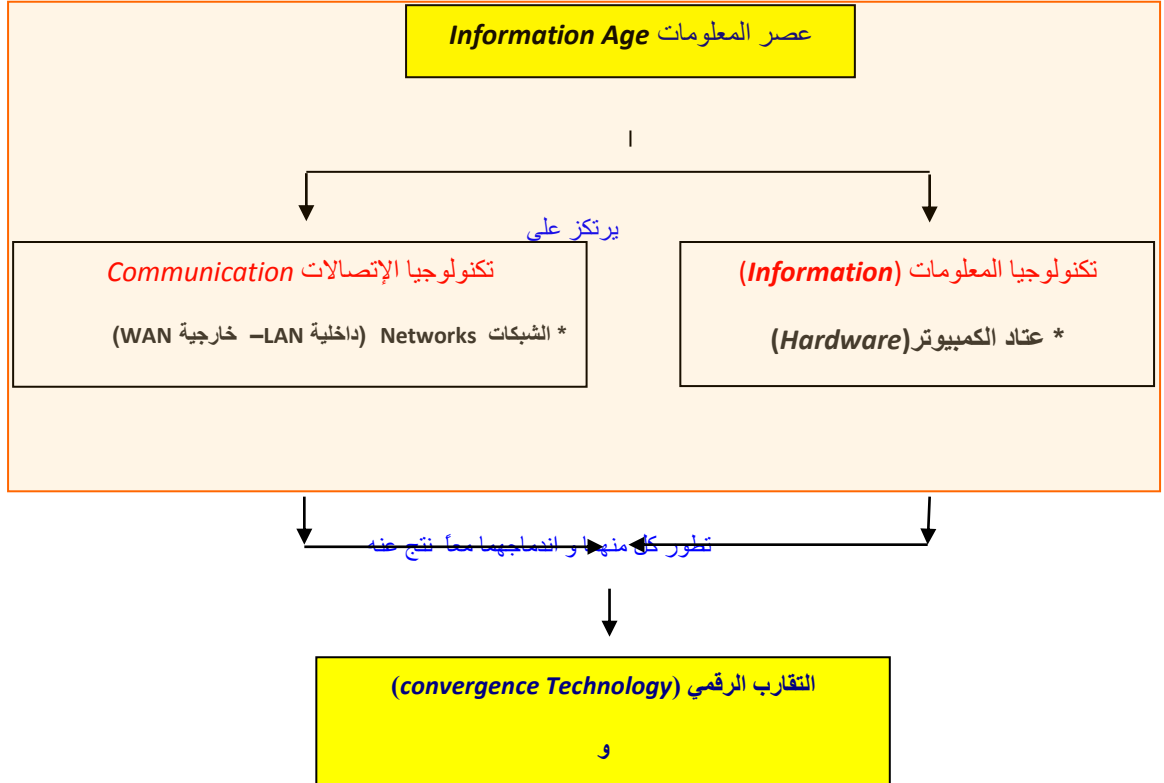 عصر المعلومات Information Age
يرتكز على
تكنولوجيا المعلومات (Information)
* عتاد الكمبيوتر(Hardware)
تكنولوجيا الإتصالات Communication
* الشبكات Networks (داخلية LAN– خارجية WAN)
تطور كل منهما و اندماجهما معاً نتج عنه
التقارب الرقمي (convergence Technology)
و